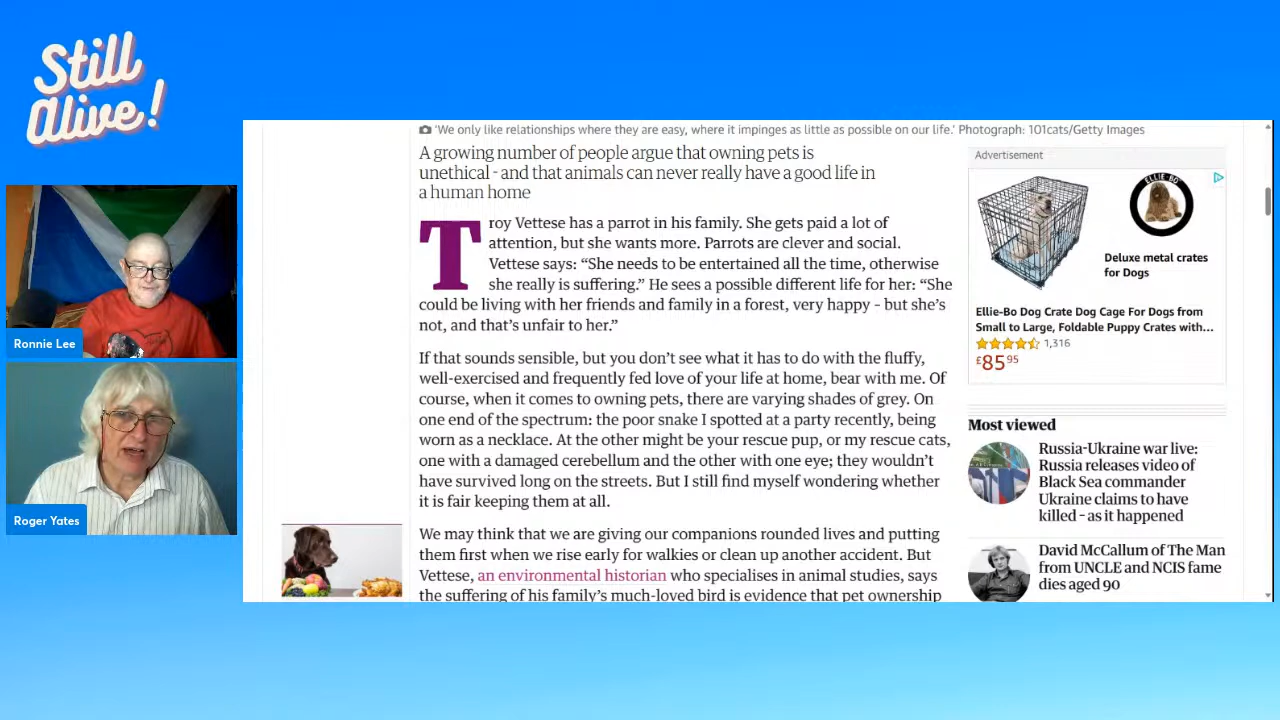 Still
Alive!
Ronnie Lee
Roger Yates
'We only like relationships where they are easy, where it impinges as little as possible on our life.' Photograph: 101cats/Getty Images
A growing number of people argue that owning pets is
unethical - and that animals can never really have a good life in
a human home
Troy Vettese has a parrot in his family. She gets paid a lot of
attention, but she wants more. Parrots are clever and social.
Vettese says: “She needs to be entertained all the time, otherwise
she really is suffering.” He sees a possible different life for her: “She
could be living with her friends and family in a forest, very happy – but she’s
not, and that’s unfair to her.”
If that sounds sensible, but you don’t see what it has to do with the fluffy,
well-exercised and frequently fed love of your life at home, bear with me. Of
course, when it comes to owning pets, there are varying shades of grey. On
one end of the spectrum: the poor snake I spotted at a party recently, being
worn as a necklace. At the other might be your rescue pup, or my rescue cats,
one with a damaged cerebellum and the other with one eye; they wouldn’t
have survived long on the streets. But I still find myself wondering whether
it is fair keeping them at all.
We may think that we are giving our companions rounded lives and putting
them first when we rise early for walkies or clean up another accident. But
Vettese, an environmental historian who specialises in animal studies, says
the suffering of his family’s much-loved bird is evidence that pet ownership
Advertisement
ELLIE-BO
Deluxe metal crates
for Dogs
Ellie-Bo Dog Crate Dog Cage For Dogs from
Small to Large, Foldable Puppy Crates with...
1,316
£85.95
Most viewed
Russia-Ukraine war live:
Russia releases video of
Black Sea commander
Ukraine claims to have
killed – as it happened
David McCallum of The Man
from UNCLE and NCIS fame
dies aged 90